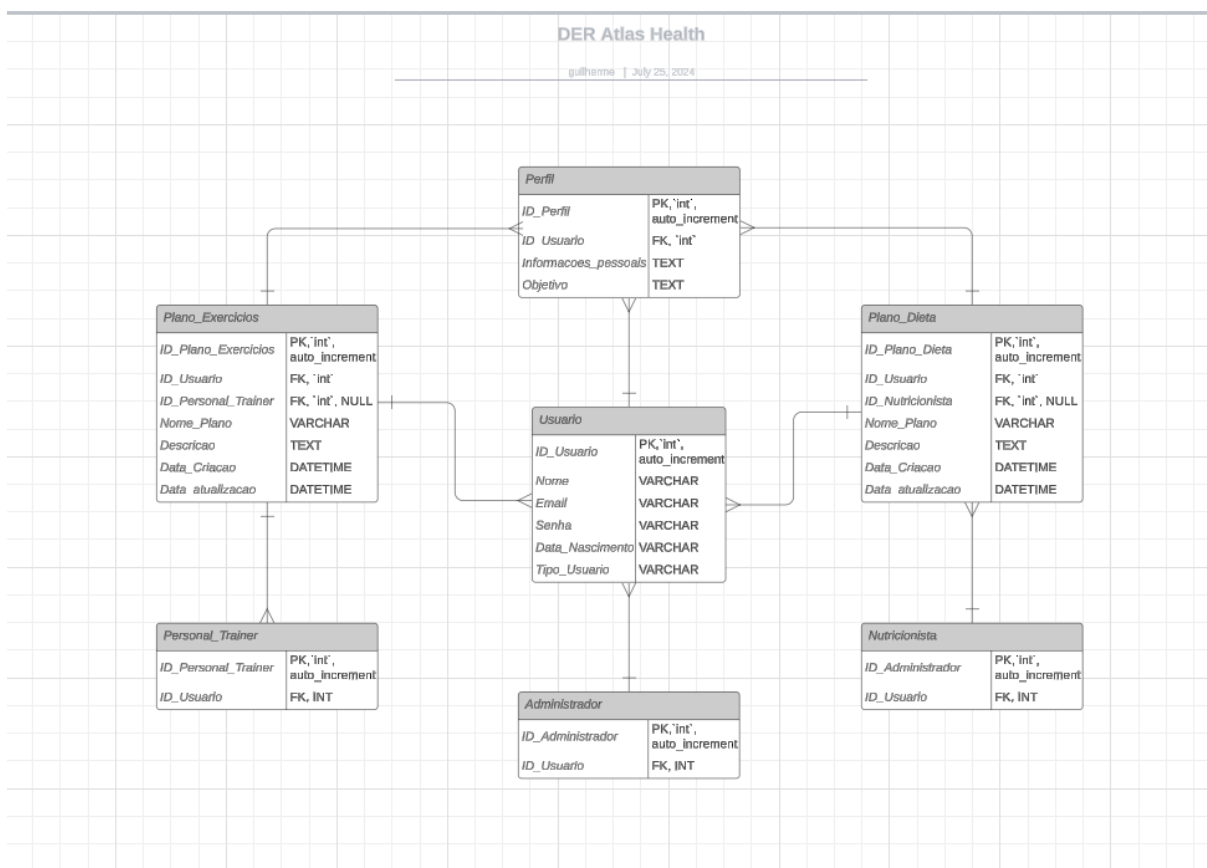 DER Atlas Health
guilherme | July 25, 2024
Perfil
ID_Perfil PK,`int`, auto_increment
ID_Usuario FK, `int`
Informacoes_pessoais TEXT
Objetivo TEXT
Plano_Exercicios
ID_Plano_Exercicios PK,`int`, auto_increment
ID_Usuario FK, `int`
ID_Personal_Trainer FK, `int`, NULL
Nome_Plano VARCHAR
Descricao TEXT
Data_Criacao DATETIME
Data_atualizacao DATETIME
Plano_Dieta
ID_Plano_Dieta PK,`int`, auto_increment
ID_Usuario FK, `int`
ID_Nutricionista FK, `int`, NULL
Nome_Plano VARCHAR
Descricao TEXT
Data_Criacao DATETIME
Data_atualizacao DATETIME
Usuario
ID_Usuario PK,`int`, auto_increment
Nome VARCHAR
Email VARCHAR
Senha VARCHAR
Data_Nascimento VARCHAR
Tipo_Usuario VARCHAR
Personal_Trainer
ID_Personal_Trainer PK,`int`, auto_increment
ID_Usuario FK, INT
Nutricionista
ID_Administrador PK,`int`, auto_increment
ID_Usuario FK, INT
Administrador
ID_Administrador PK,`int`, auto_increment
ID_Usuario FK, INT